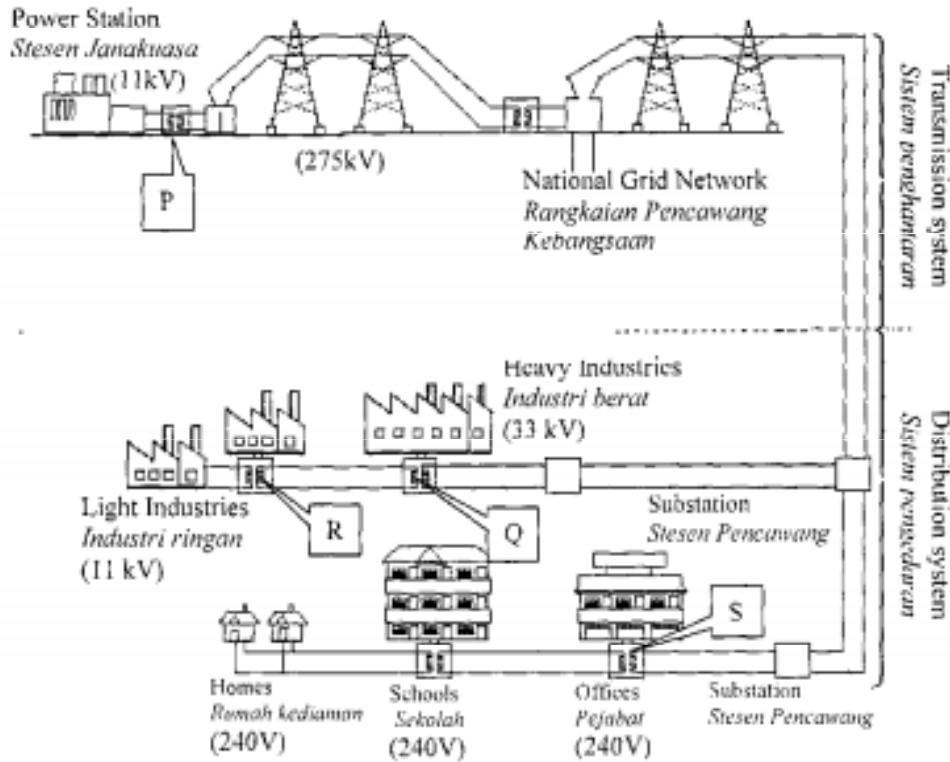 Power Station
Stesen Janakuasa
(11kV)
P
(275kV)
National Grid Network
Rangkaian Pencawang
Kebangsaan
Transmission system
Sistem penghantaran
Heavy Industries
Industri berat
(33 kV)
Light Industries
Industri ringan
(11 kV)
R
Q
Substation
Stesen Pencawang
Distribution system
Sistem pengedaran
S
Homes
Rumah kediaman
(240V)
Schools
Sekolah
(240V)
Offices
Pejabat
(240V)
Substation
Stesen Pencawang